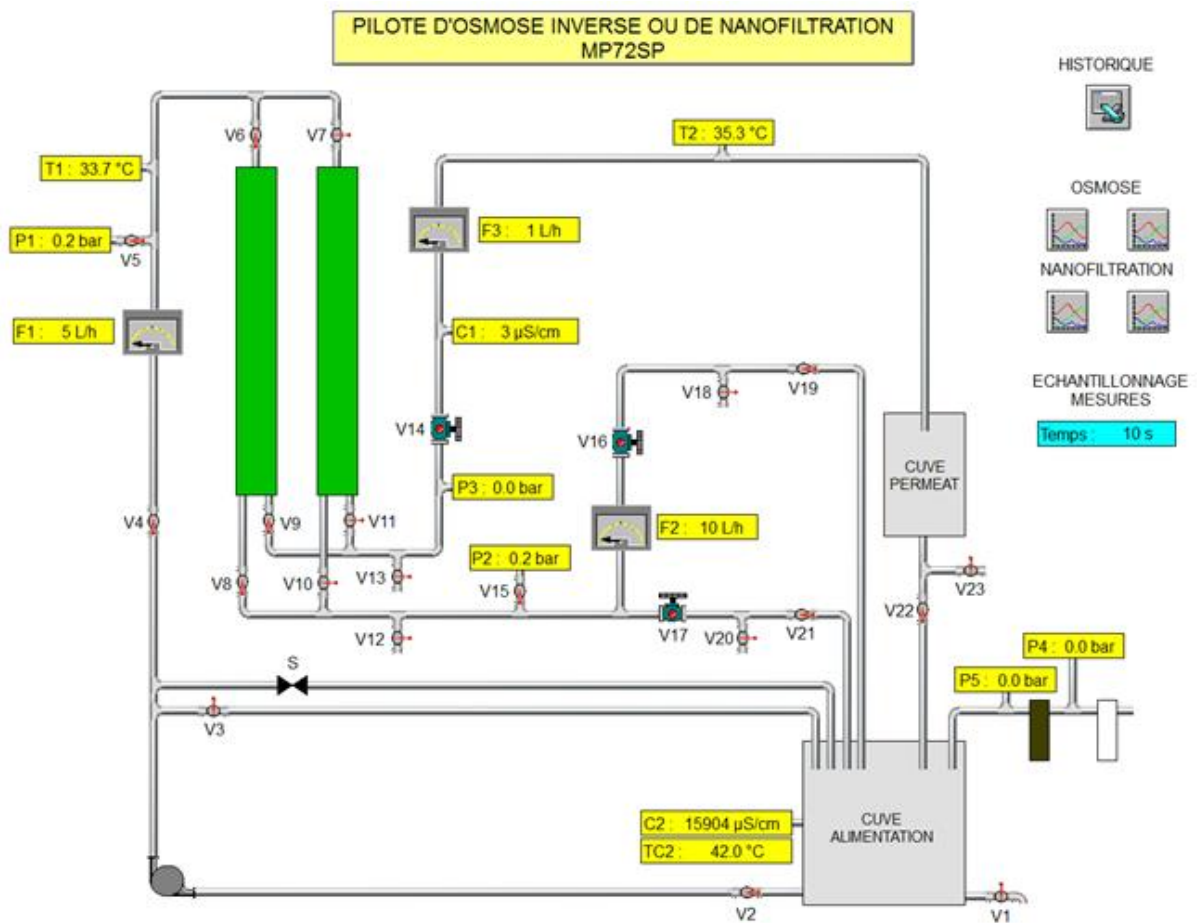 PILOTE D'OSMOSE INVERSE OU DE NANOFILTRATION
MP72SP
HISTORIQUE
V6
V7
T2 : 35.3 °C
T1 : 33.7 °C
OSMOSE
P1 : 0.2 bar
V5
F3 : 1 L/h
NANOFILTRATION
F1 : 5 L/h
C1 : 3 µS/cm
V18
V19
ECHANTILLONNAGE
MESURES
Temps : 10 s
V14
V16
CUVE
PERMEAT
P3 : 0.0 bar
V4
V9
V11
F2 : 10 L/h
P2 : 0.2 bar
V8
V10
V13
V15
V22
V23
V12
V17
V20
V21
S
P4 : 0.0 bar
P5 : 0.0 bar
V3
C2 : 15904 µS/cm
TC2 : 42.0 °C
CUVE
ALIMENTATION
V2
V1